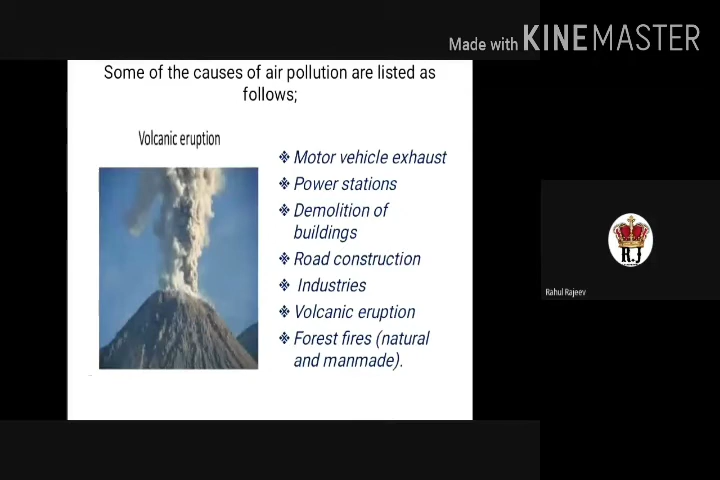 Made with KINEMASTER
Some of the causes of air pollution are listed as
follows;
Volcanic eruption
❖ Motor vehicle exhaust
❖ Power stations
❖ Demolition of
buildings
❖ Road construction
❖ Industries
❖ Volcanic eruption
❖ Forest fires (natural
and manmade).
R.J
Rahul Rajeev